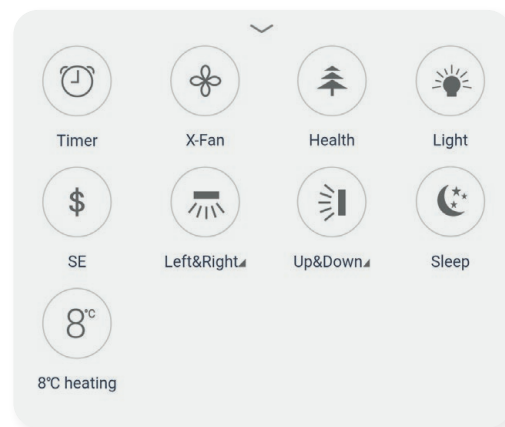 Timer
X-Fan
Health
Light
$
SE
Left&Right
Up&Down
Sleep
8°C
8°C heating